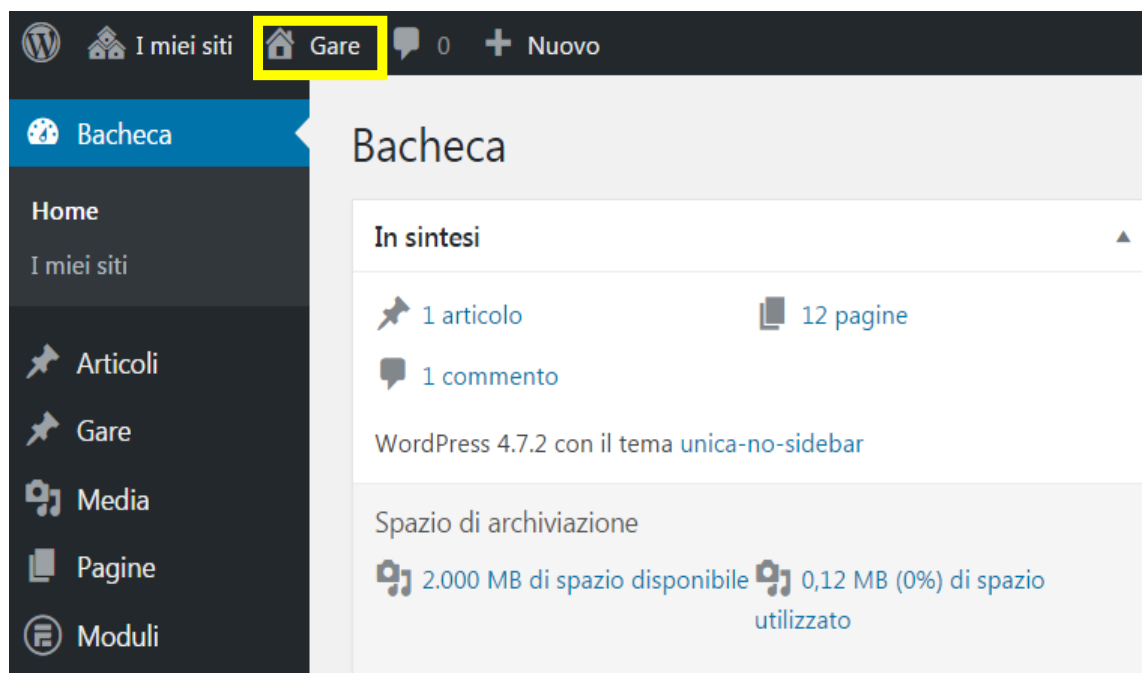 I miei siti Gare 0 Nuovo
Bacheca
Home
I miei siti
Articoli
Gare
Media
Pagine
Moduli
Bacheca
In sintesi
1 articolo 12 pagine
1 commento
WordPress 4.7.2 con il tema unica-no-sidebar
Spazio di archiviazione
2.000 MB di spazio disponibile 0,12 MB (0%) di spazio
utilizzato